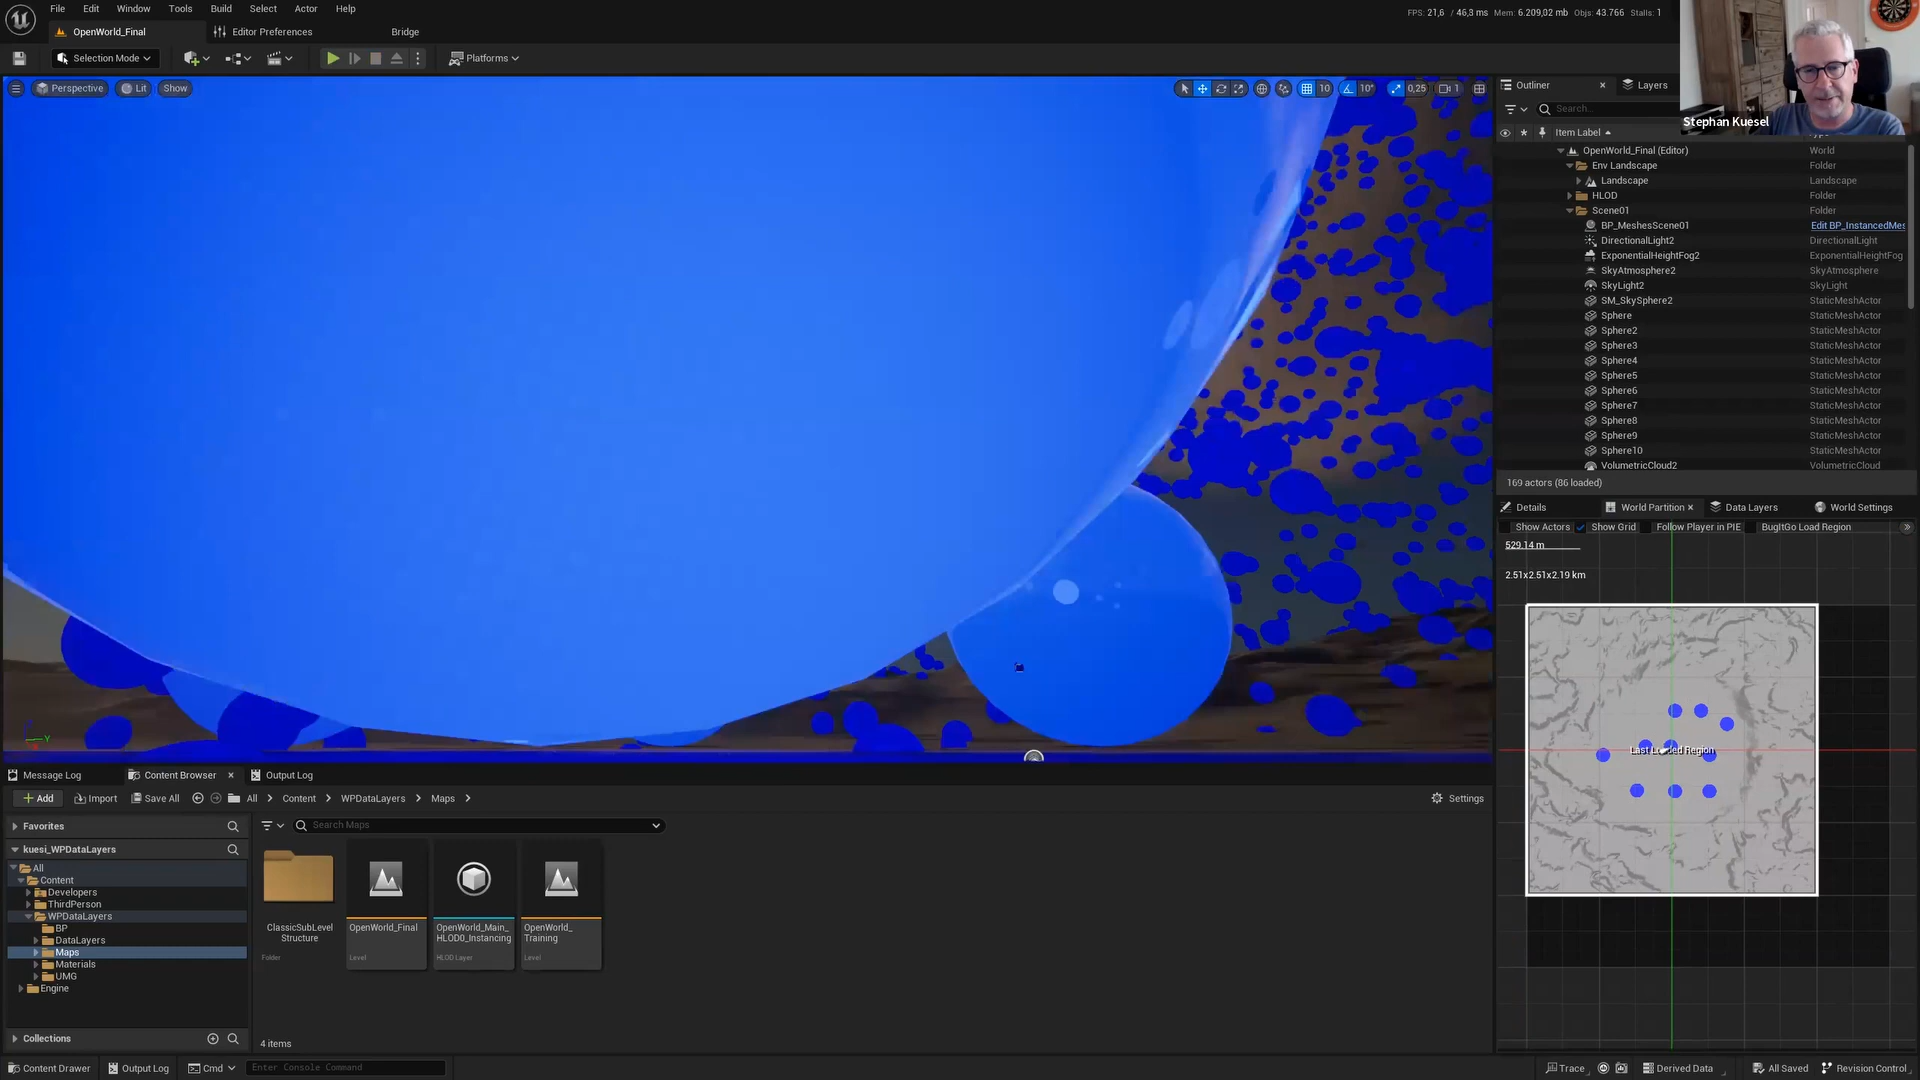 File Edit Window Tools Build Select Actor Help
FPS: 21,6 / 46,3 ms Mem: 6.209,02 mb Objs: 43.766 Stalls: 1
OpenWorld_Final Editor Preferences Bridge
Selection Mode Platforms
Perspective Lit Show
10 10° 0,25 1
Stephan Kuesel
Outliner Layers
Search...
Item Label
OpenWorld_Final (Editor) World
Env Landscape Folder
Landscape Landscape
HLOD Folder
Scene01 Folder
BP_MeshesScene01 Edit BP_InstancedMes
DirectionalLight2 DirectionalLight
ExponentialHeightFog2 ExponentialHeightFog
SkyAtmosphere2 SkyAtmosphere
SkyLight2 SkyLight
SM_SkySphere2 StaticMeshActor
Sphere StaticMeshActor
Sphere2 StaticMeshActor
Sphere3 StaticMeshActor
Sphere4 StaticMeshActor
Sphere5 StaticMeshActor
Sphere6 StaticMeshActor
Sphere7 StaticMeshActor
Sphere8 StaticMeshActor
Sphere9 StaticMeshActor
Sphere10 StaticMeshActor
VolumetricCloud2 VolumetricCloud
169 actors (86 loaded)
Details World Partition Data Layers World Settings
Show Actors Show Grid Follow Player in PIE BugItGo Load Region
529.14 m
2.51x2.51x2.19 km
Last Loaded Region
Y
Message Log Content Browser Output Log
Add Import Save All All Content WPDataLayers Maps Settings
Favorites
Search Maps
kuesi_WPDataLayers
All
Content
Developers
ThirdPerson
WPDataLayers
BP
DataLayers
Maps
Materials
UMG
Engine
Collections
ClassicSubLevel
Structure
Folder
OpenWorld_Final
Level
OpenWorld_Main_
HLOD0_Instancing
HLOD Layer
OpenWorld_
Training
Level
4 items
Content Drawer Output Log Cmd Enter Console Command
Trace Derived Data All Saved Revision Control